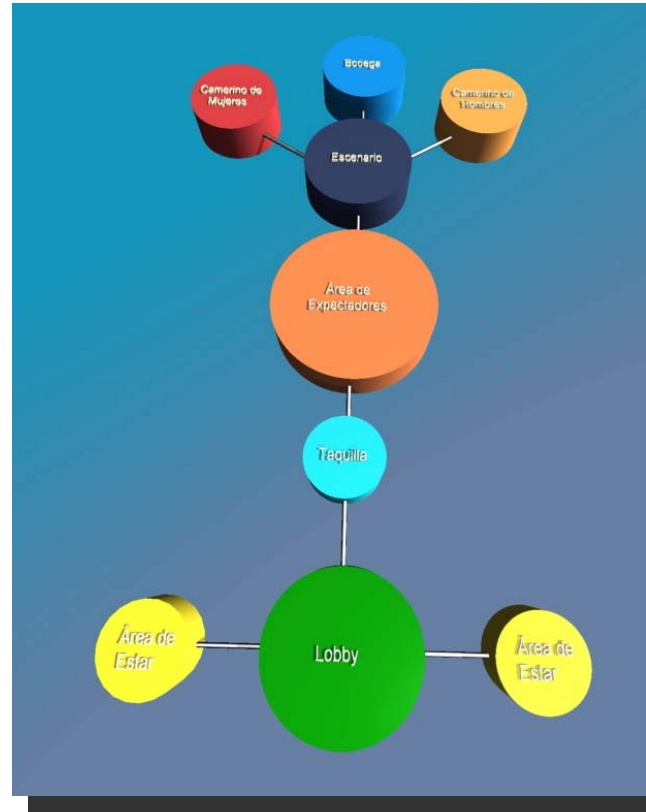 Bodega
Camerino de
Mujeres
Camerino de
Hombres
Escenario
Área de
Expectadores
Taquilla
Lobby
Área de
Estar
Área de
Estar